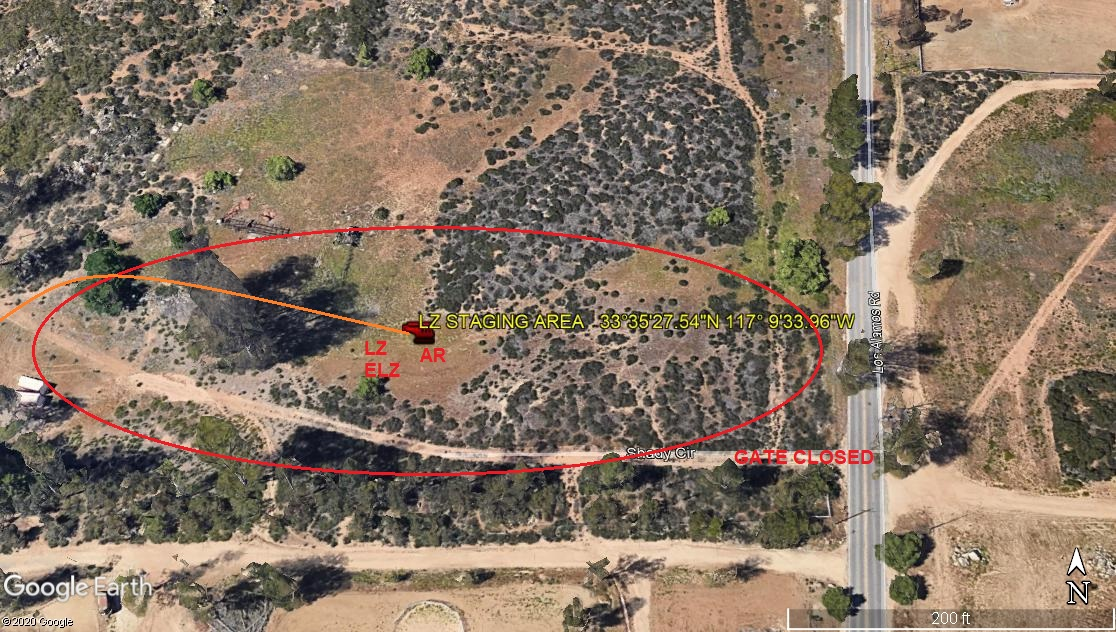 Los Alamos Rd
LZ STAGING AREA 33°35'27.54"N 117° 9'33.96"W
LZ
ELZ
AR
Shady Cir
GATE CLOSED
Google Earth
©2020 Google
N
200 ft